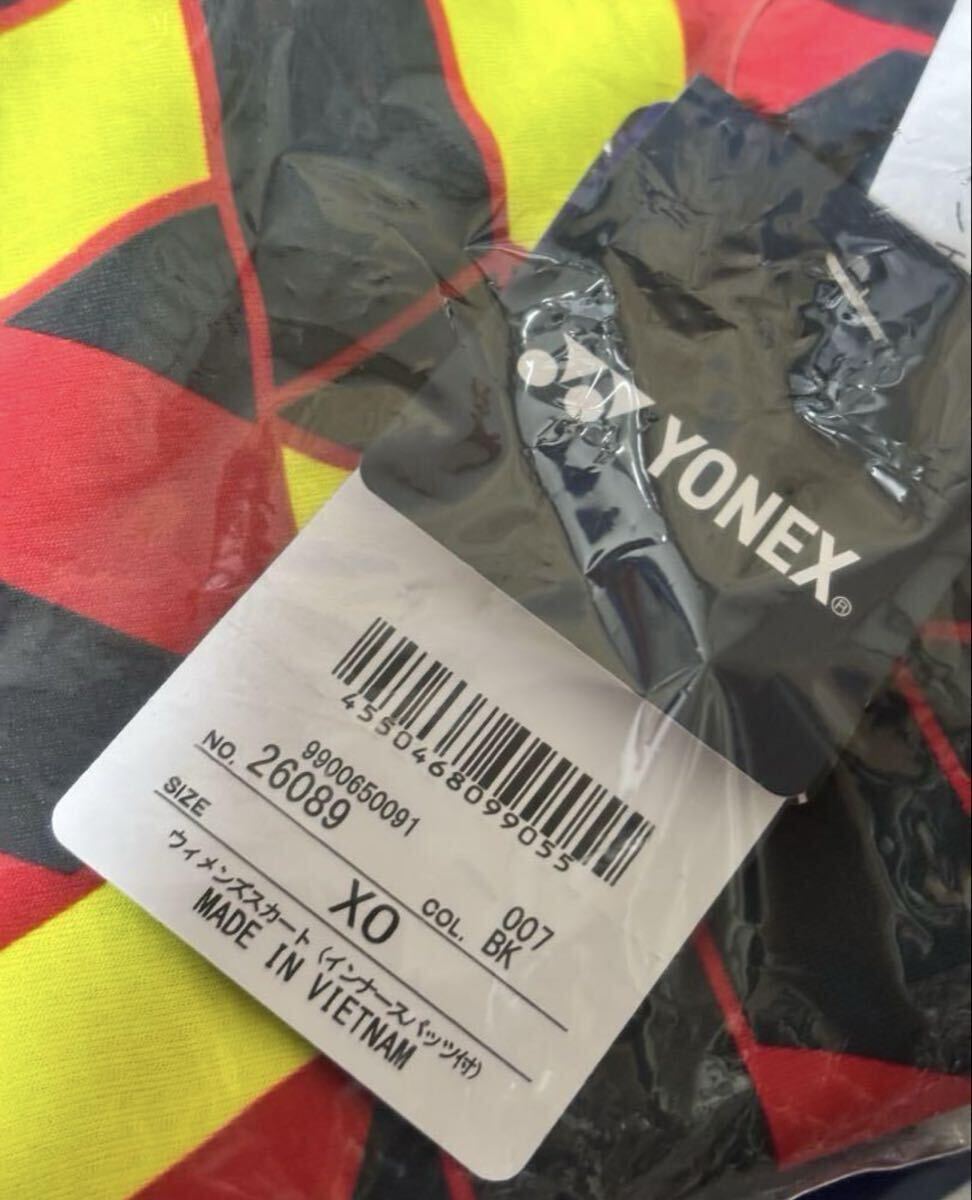 YONEX®
4550468099055
9900650091
NO. 26089 COL. 007 BK
SIZE XO
ウィメンズスカート(インナースパッツ付)
MADE IN VIETNAM